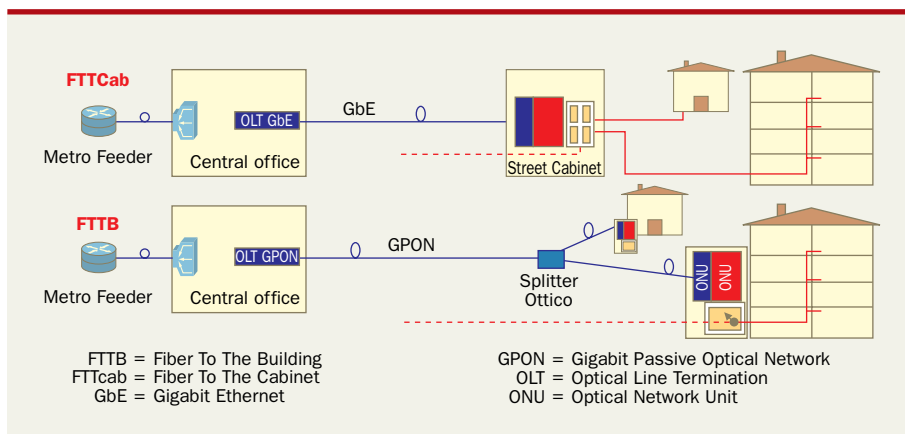 FTTCab
Metro Feeder
OLT GbE
Central office
GbE
Street Cabinet
FTTB
Metro Feeder
OLT GPON
Central office
GPON
Splitter
Ottico
ONU
ONU
FTTB = Fiber To The Building
FTTcab = Fiber To The Cabinet
GbE = Gigabit Ethernet
GPON = Gigabit Passive Optical Network
OLT = Optical Line Termination
ONU = Optical Network Unit